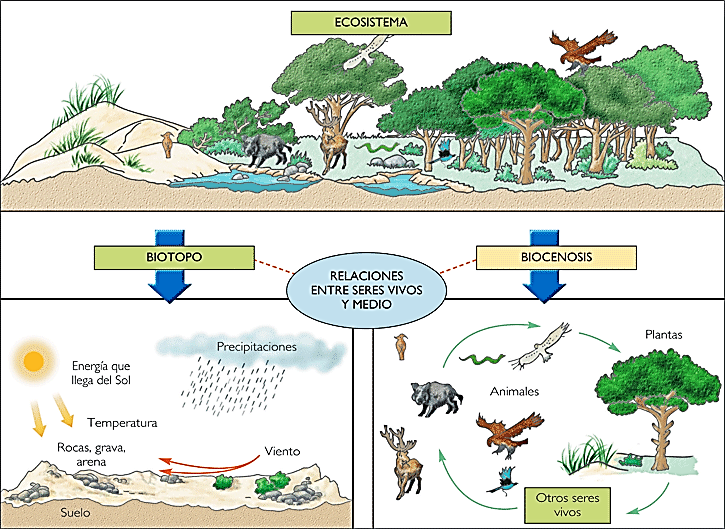 ECOSISTEMA
BIOTOPO
RELACIONES
ENTRE SERES VIVOS
Y MEDIO
BIOCENOSIS
Energía que
llega del Sol
Precipitaciones
Temperatura
Rocas, grava,
arena
Viento
Suelo
Plantas
Animales
Otros seres
vivos